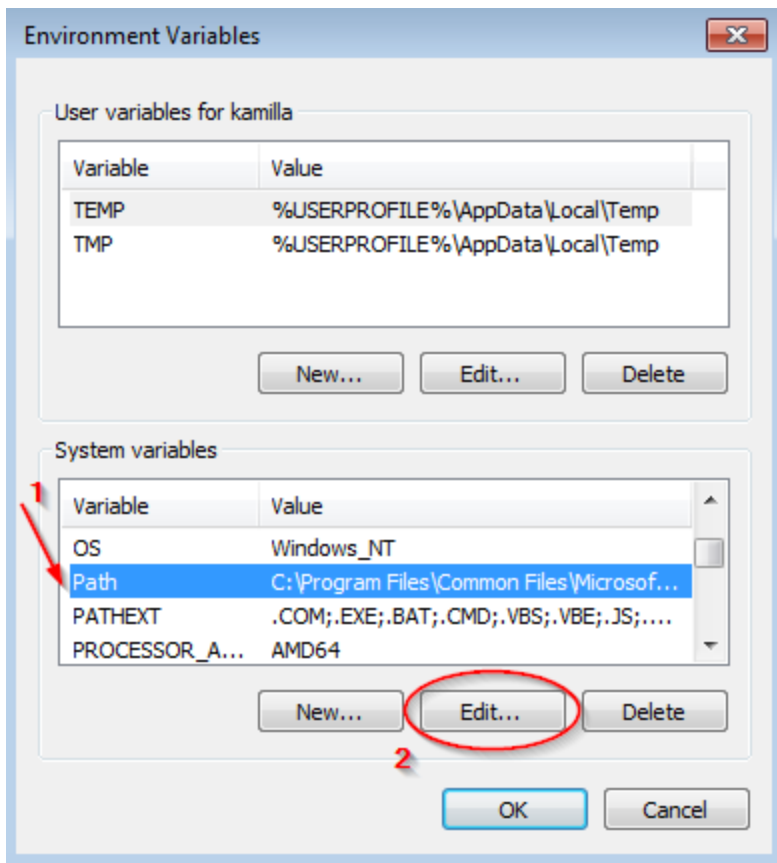 Environment Variables
User variables for kamilla
Variable Value
TEMP %USERPROFILE%\AppData\Local\Temp
TMP %USERPROFILE%\AppData\Local\Temp
New... Edit... Delete
System variables
1
Variable Value
OS Windows_NT
Path C:\Program Files\Common Files\Microsof...
PATHEXT .COM;.EXE;.BAT;.CMD;.VBS;.VBE;.JS;....
PROCESSOR_A... AMD64
New... Edit... Delete
2
OK Cancel